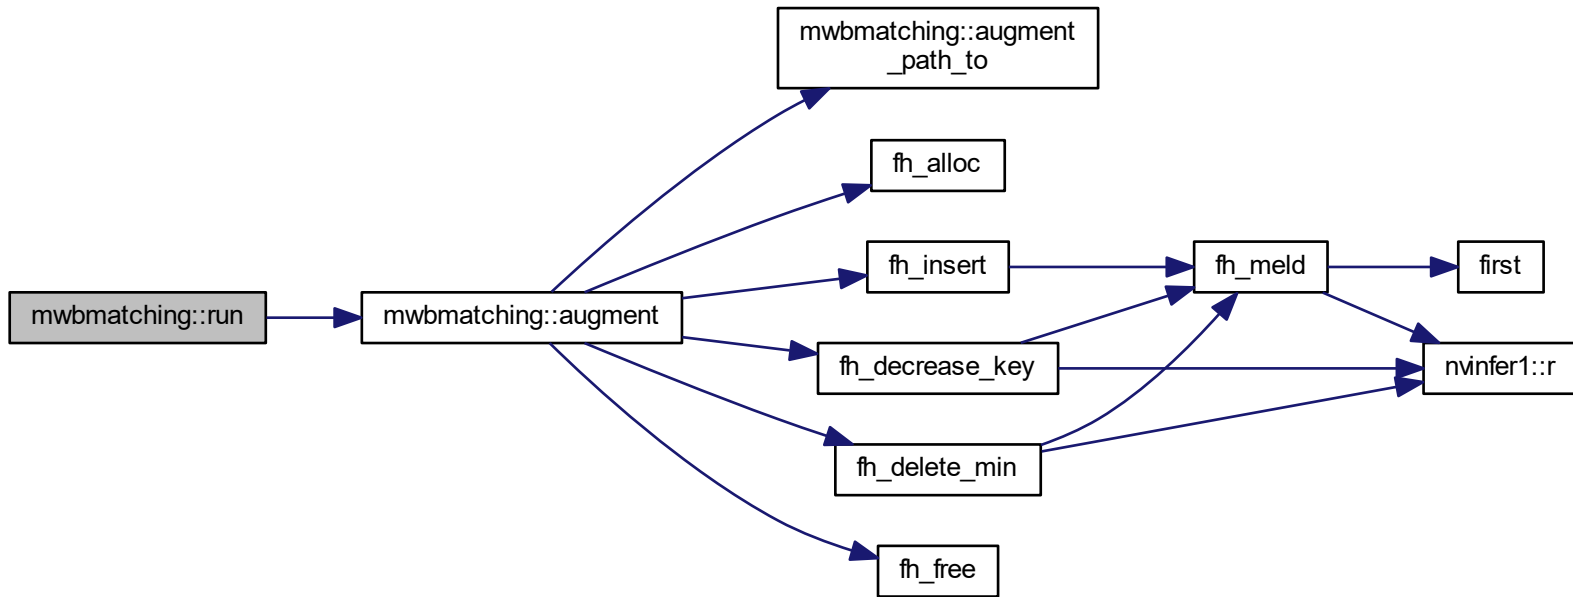 mwbmatching::augment
_path_to
fh_alloc
fh_insert
fh_meld
first
mwbmatching::run
mwbmatching::augment
fh_decrease_key
nvinfer1::r
fh_delete_min
fh_free